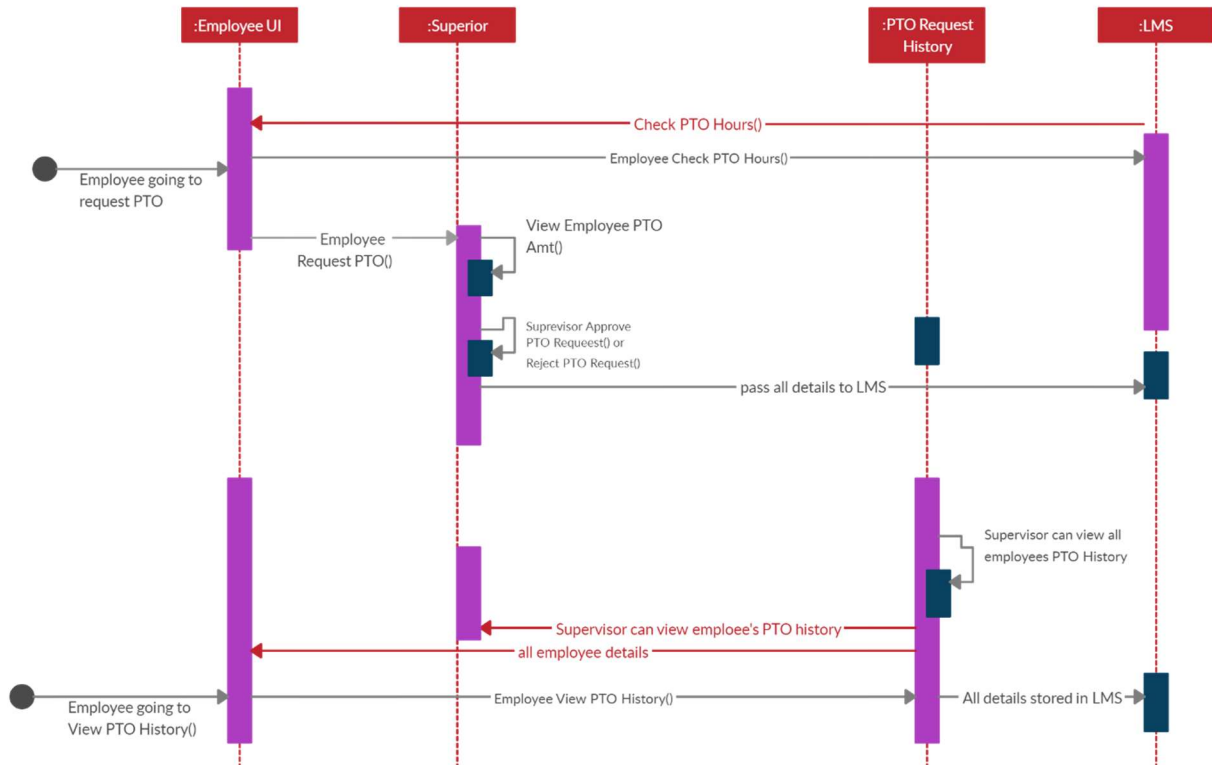 :Employee UI
:Superior
:PTO Request
History
:LMS
Check PTO Hours()
Employee Check PTO Hours()
Employee going to
request PTO
Employee
Request PTO()
View Employee PTO
Amt()
Suprevisor Approve
PTO Requeest() or
Reject PTO Request()
pass all details to LMS
Supervisor can view all
employees PTO History
Supervisor can view emploee's PTO history
all employee details
Employee going to
View PTO History()
Employee View PTO History()
All details stored in LMS